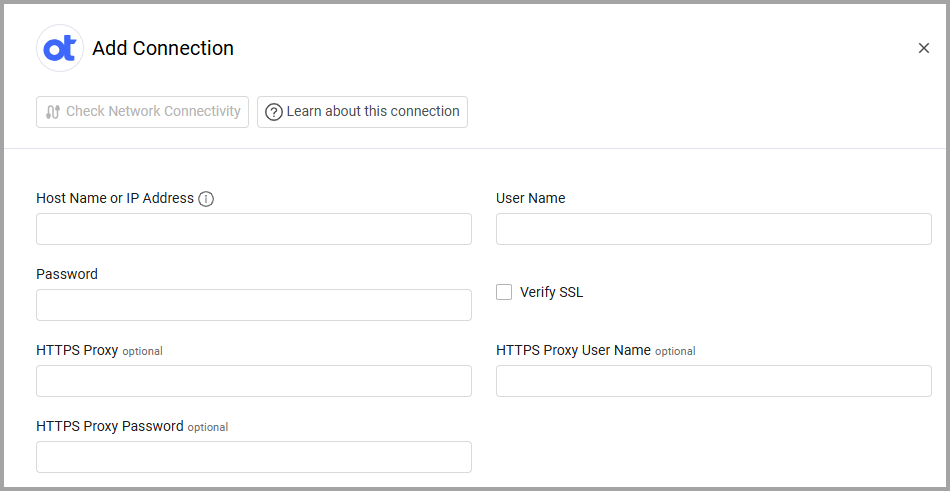 ot
Add Connection
Check Network Connectivity
Learn about this connection
Host Name or IP Address
User Name
Password
Verify SSL
HTTPS Proxy optional
HTTPS Proxy User Name optional
HTTPS Proxy Password optional